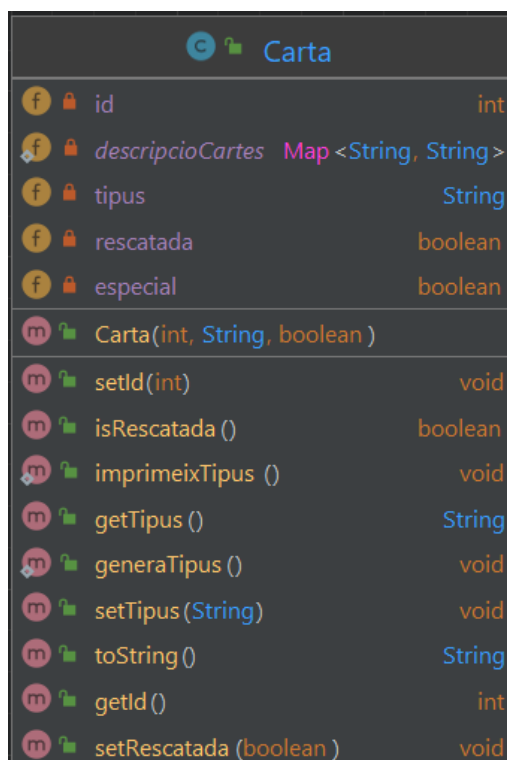 C Carta
f id int
f descripcioCartes Map<String, String>
f tipus String
f rescatada boolean
f especial boolean
m Carta(int, String, boolean)
m setId(int) void
m isRescatada() boolean
m imprimeixTipus() void
m getTipus() String
m generaTipus() void
m setTipus(String) void
m toString() String
m getId() int
m setRescatada(boolean) void